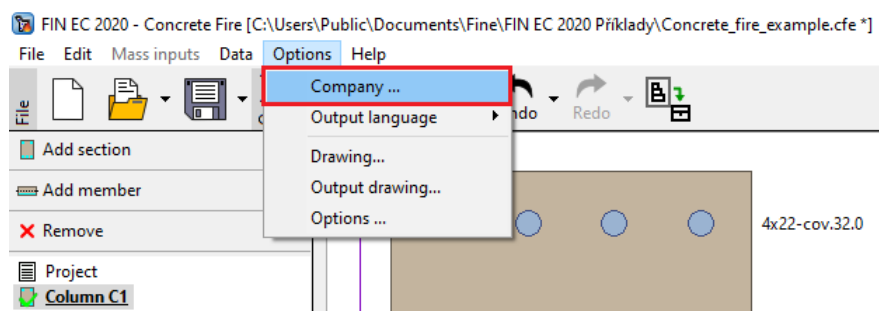 FIN EC 2020 - Concrete Fire [C:\Users\Public\Documents\Fine\FIN EC 2020 Příklady\Concrete_fire_example.cfe *]
File Edit Mass inputs Data Options Help
File
Company ...
Output language
Drawing...
Output drawing...
Options ...
Redo
Add section
Add member
Remove
4x22-cov.32.0
Project
Column C1